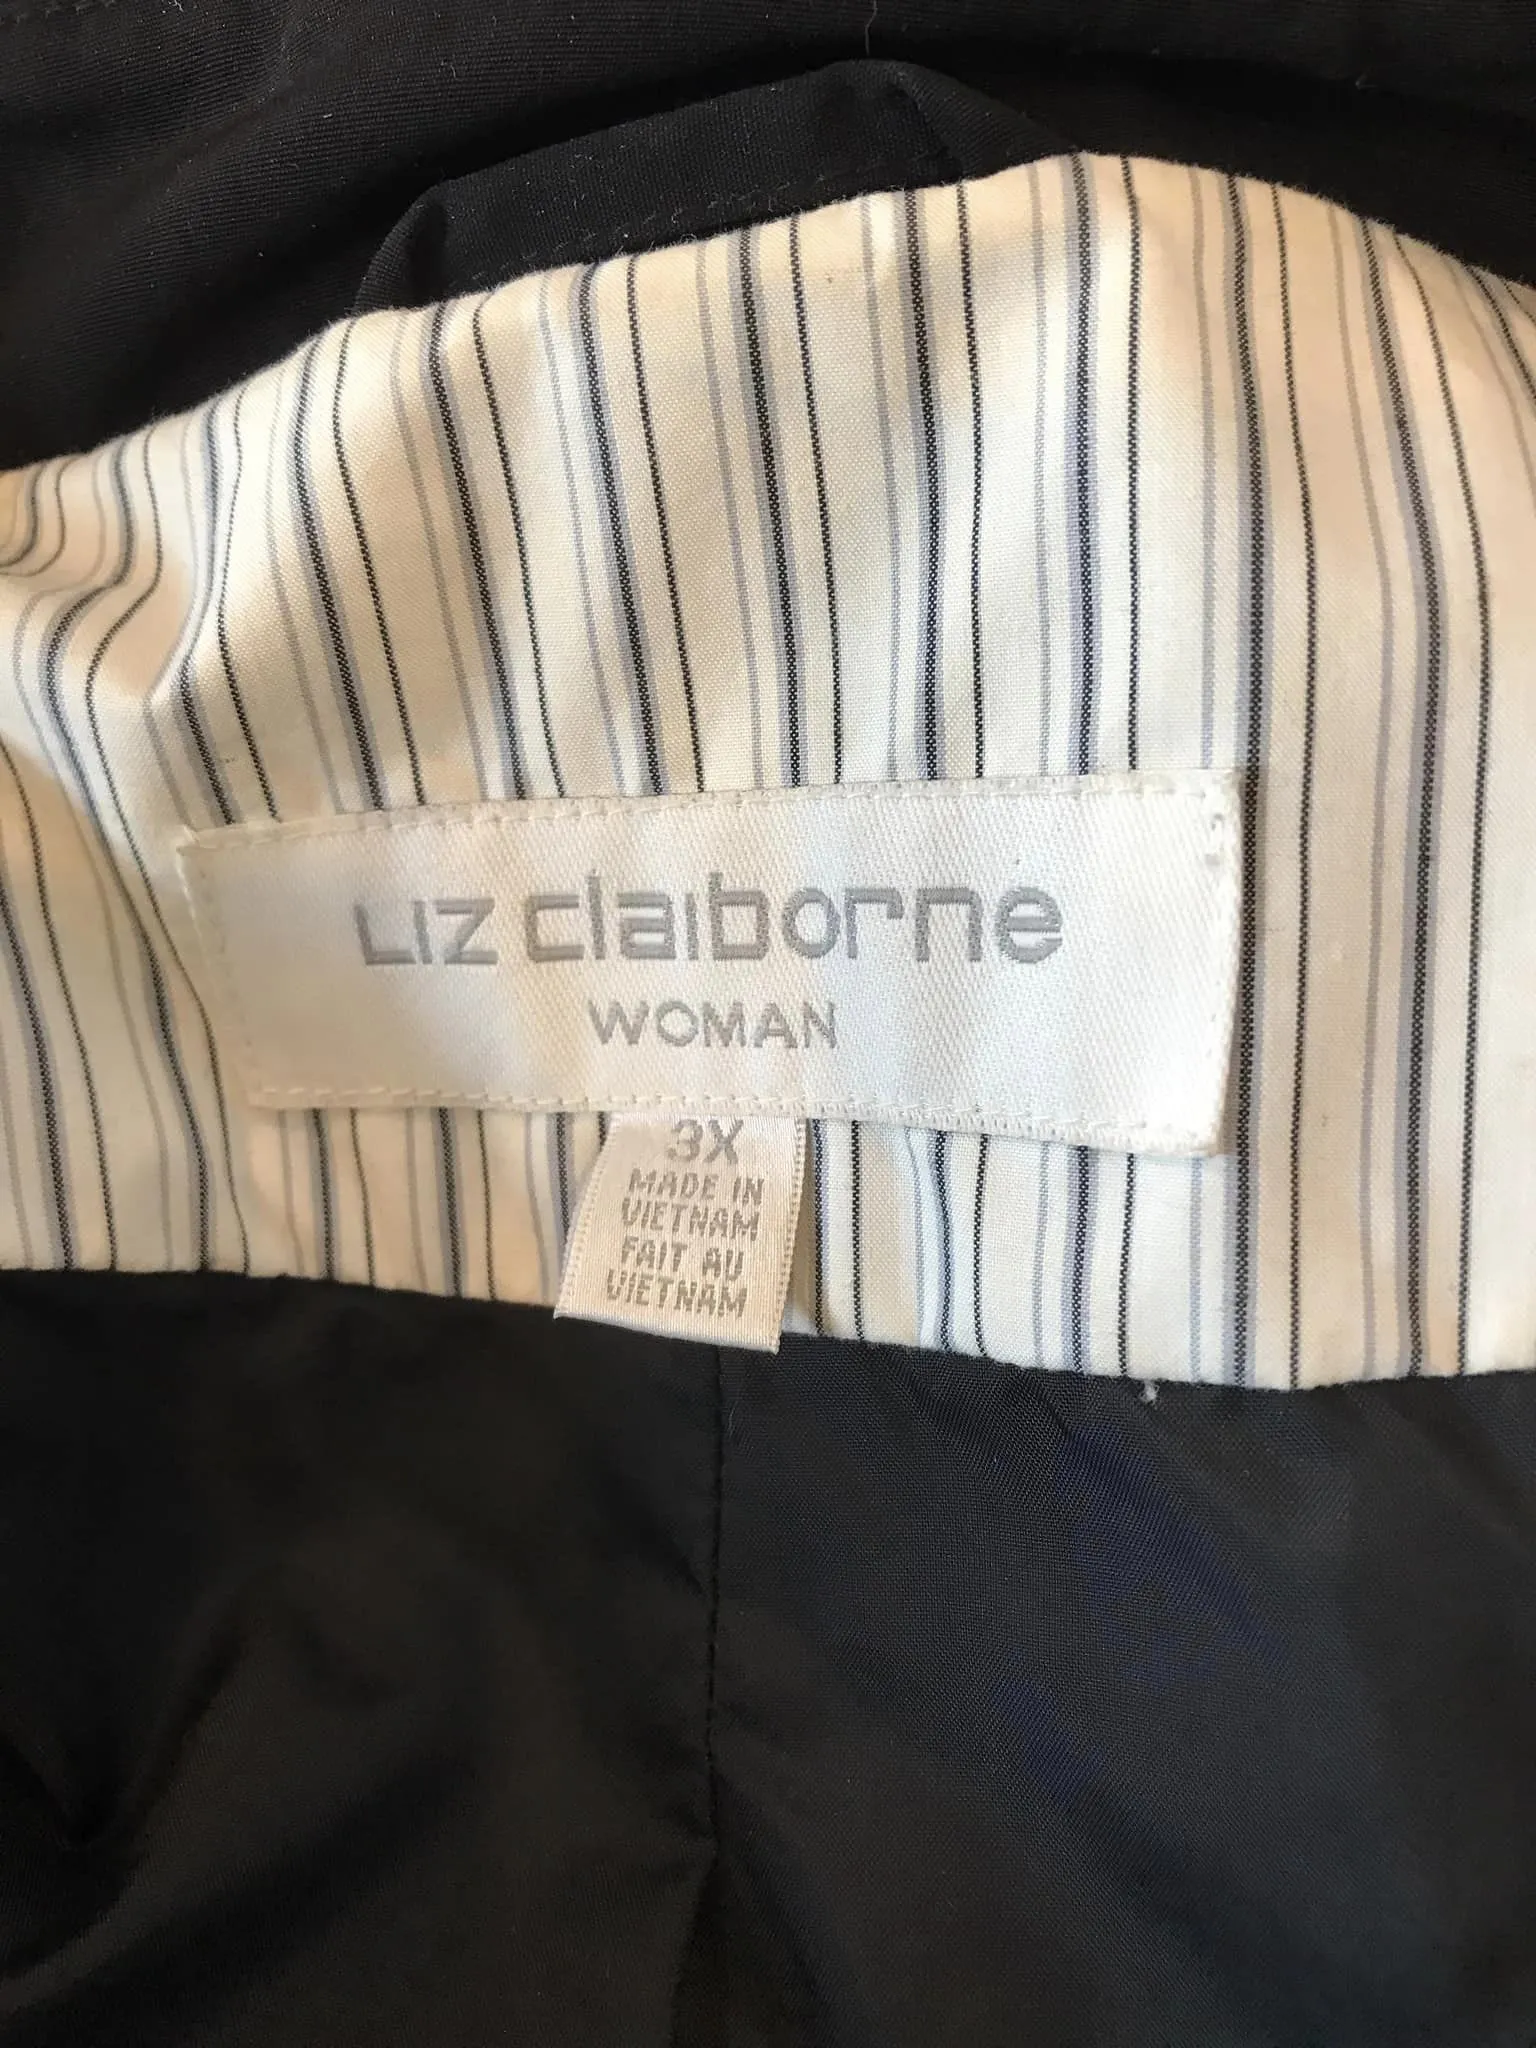 Liz claiborne
WOMAN
3X
MADE IN
VIETNAM
FAIT AU
VIETNAM